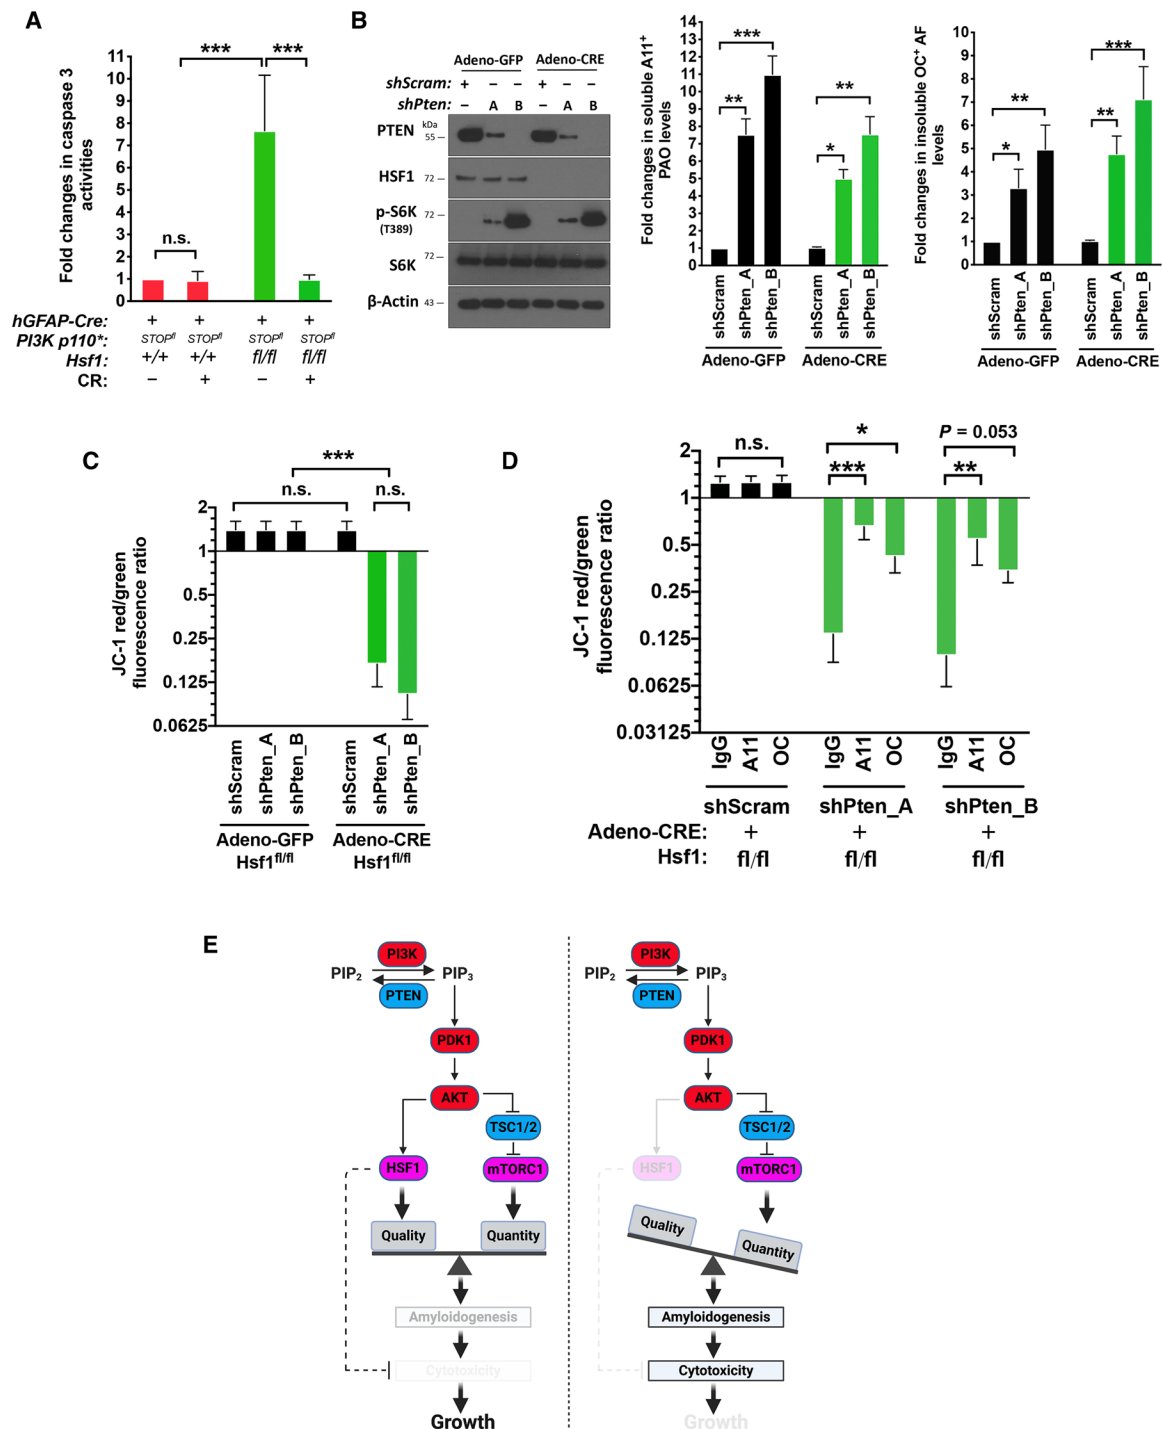 A
Fold changes in caspase 3
activities
11
10
9
8
7
6
5
4
3
2
1
0
***
***
n.s.
hGFAP-Cre: + + + +
PI3K p110*: STOPfl STOPfl STOPfl STOPfl
Hsf1: +/+ +/+ fl/fl fl/fl
CR: − + − +
B
Adeno-GFP Adeno-CRE
shScram: + − − + − −
shPten: − A B − A B
kDa
PTEN 55
HSF1 72
p-S6K 72
(T389)
S6K 72
β-Actin 43
Fold changes in soluble A11+
PAO levels
14
13
12
11
10
9
8
7
6
5
4
3
2
1
0
***
**
**
*
shScram
shPten_A
shPten_B
shScram
shPten_A
shPten_B
Adeno-GFP Adeno-CRE
Fold changes in insoluble OC+ AF
levels
10
9
8
7
6
5
4
3
2
1
0
***
**
**
*
shScram
shPten_A
shPten_B
shScram
shPten_A
shPten_B
Adeno-GFP Adeno-CRE
C
JC-1 red/green
fluorescence ratio
2
1
0.5
0.25
0.125
0.0625
***
n.s. n.s.
shScram
shPten_A
shPten_B
shScram
shPten_A
shPten_B
Adeno-GFP Adeno-CRE
Hsf1fl/fl Hsf1fl/fl
D
JC-1 red/green
fluorescence ratio
2
1
0.5
0.25
0.125
0.0625
0.03125
n.s.
*
***
P = 0.053
**
IgG
A11
OC
IgG
A11
OC
IgG
A11
OC
shScram shPten_A shPten_B
Adeno-CRE: + + +
Hsf1: fl/fl fl/fl fl/fl
E
PI3K
PIP2 PIP3
PTEN
PDK1
AKT
TSC1/2
HSF1 mTORC1
Quality Quantity
Amyloidogenesis
Cytotoxicity
Growth
PI3K
PIP2 PIP3
PTEN
PDK1
AKT
TSC1/2
HSF1 mTORC1
Quality
Quantity
Amyloidogenesis
Cytotoxicity
Growth